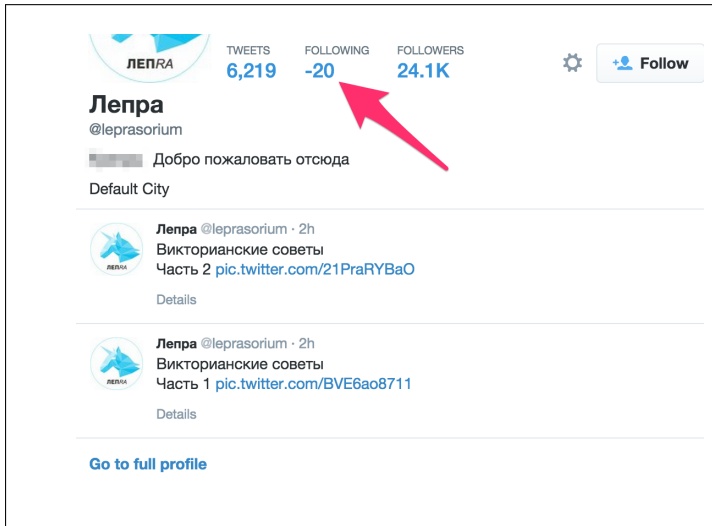 ЛЕПRA
TWEETS FOLLOWING FOLLOWERS
6,219 -20 24.1K
Follow
Лепра
@leprasorium
Добро пожаловать отсюда
Default City
Лепра @leprasorium · 2h
Викторианские советы
Часть 2 pic.twitter.com/21PraRYBaO
ЛЕПRA
Details
Лепра @leprasorium · 2h
Викторианские советы
Часть 1 pic.twitter.com/BVE6ao8711
ЛЕПRA
Details
Go to full profile